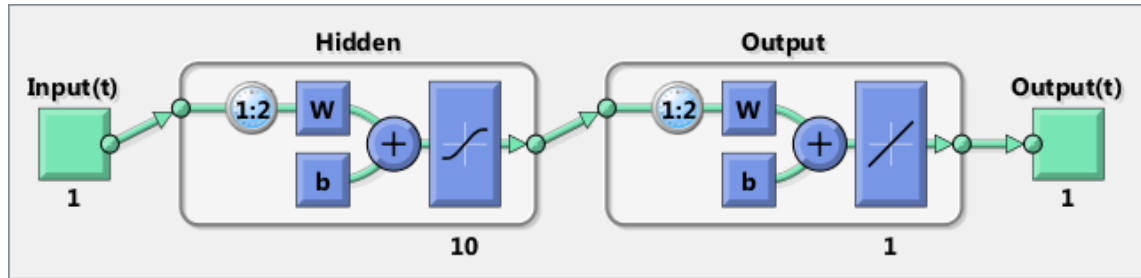 Hidden
Output
Input(t)
Output(t)
1:2
W
1:2
W
+
+
b
b
1
1
10
1